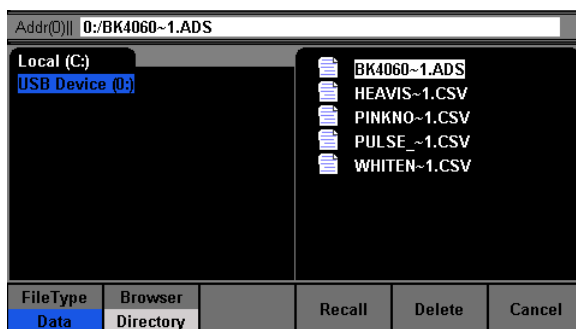 Addr(0)|| 0:/BK4060~1.ADS
Local (C:)
USB Device (0:)
BK4060~1.ADS
HEAVIS~1.CSV
PINKNO~1.CSV
PULSE_~1.CSV
WHITEN~1.CSV
FileType Browser
Data Directory
Recall Delete Cancel